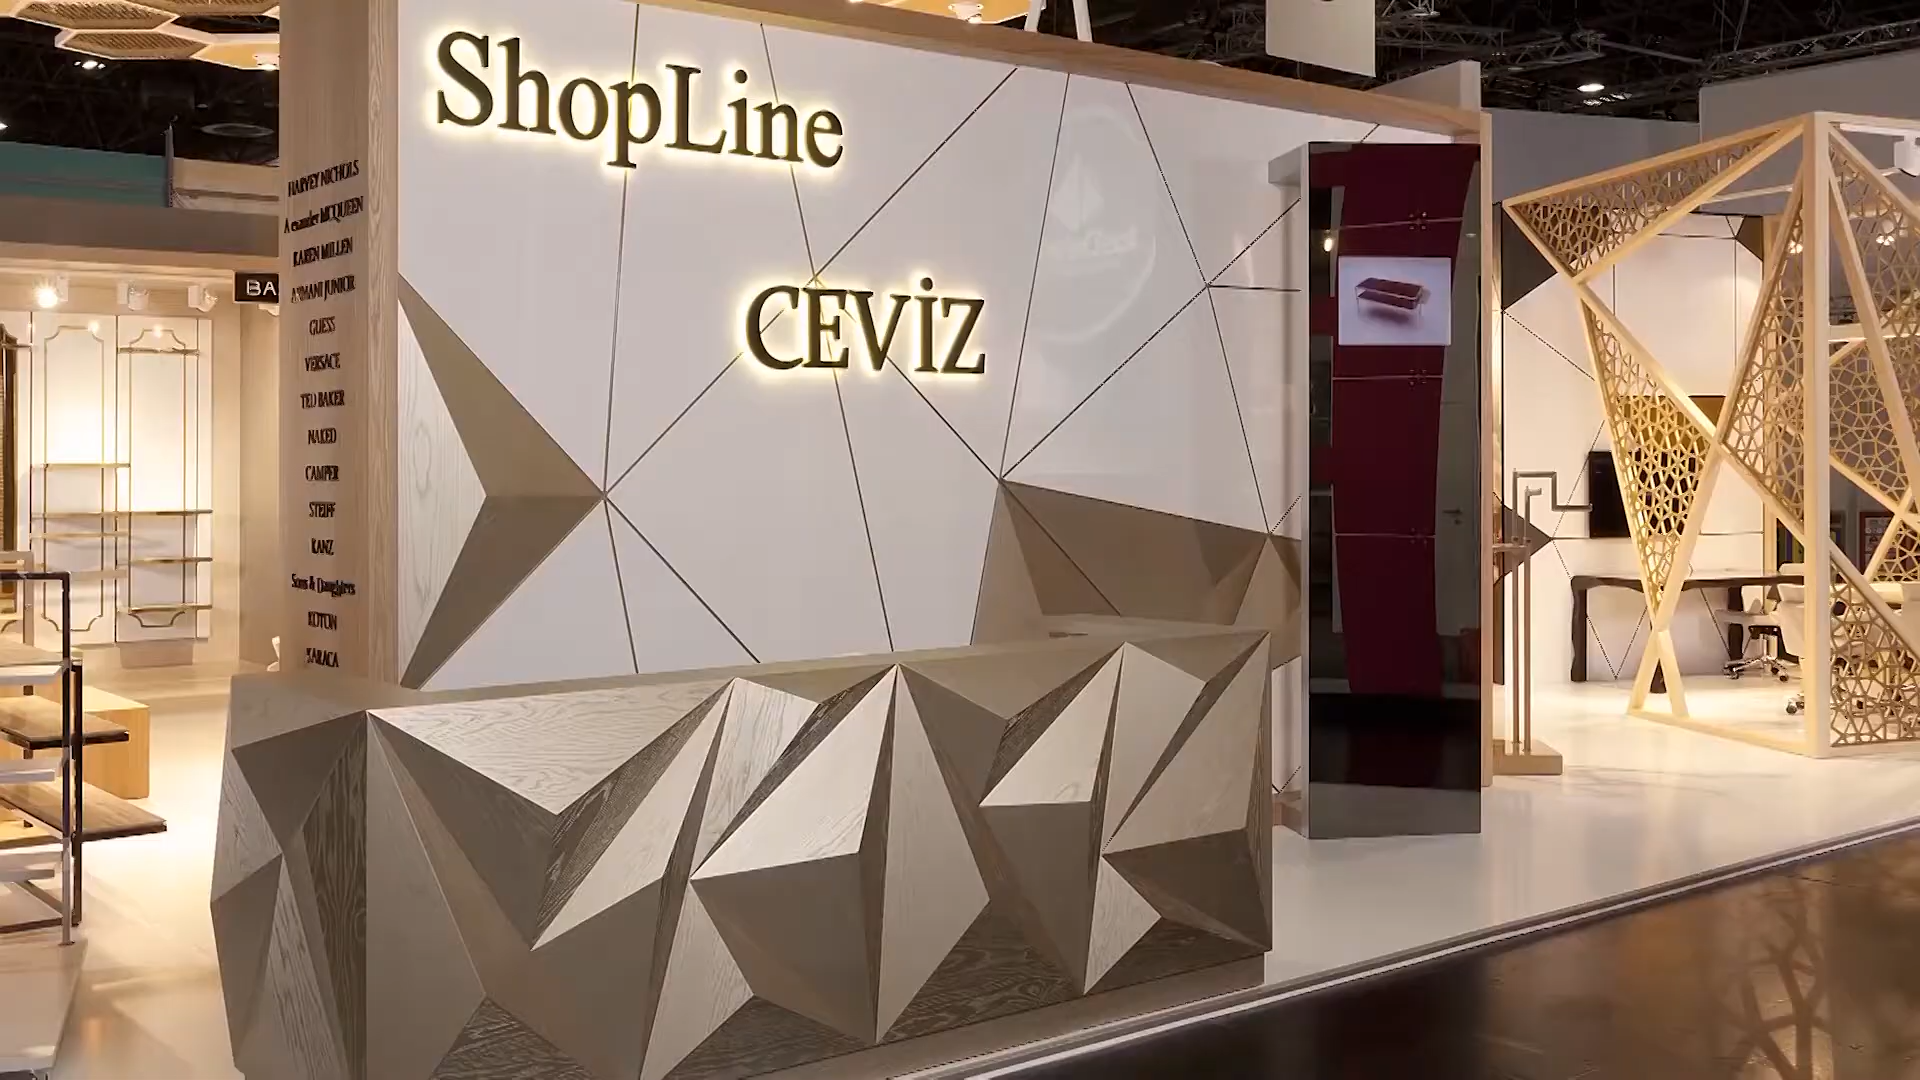 ShopLine
CEVİZ
HARVEY NICHOLS
A exander MCQUEEN
KAREN MILLEN
ARMANI JUNIOR
GUESS
VERSACE
TED BAKER
NAKED
CAMPER
STEIFF
KANZ
Sons & Daughters
KOTON
KARACA
BA